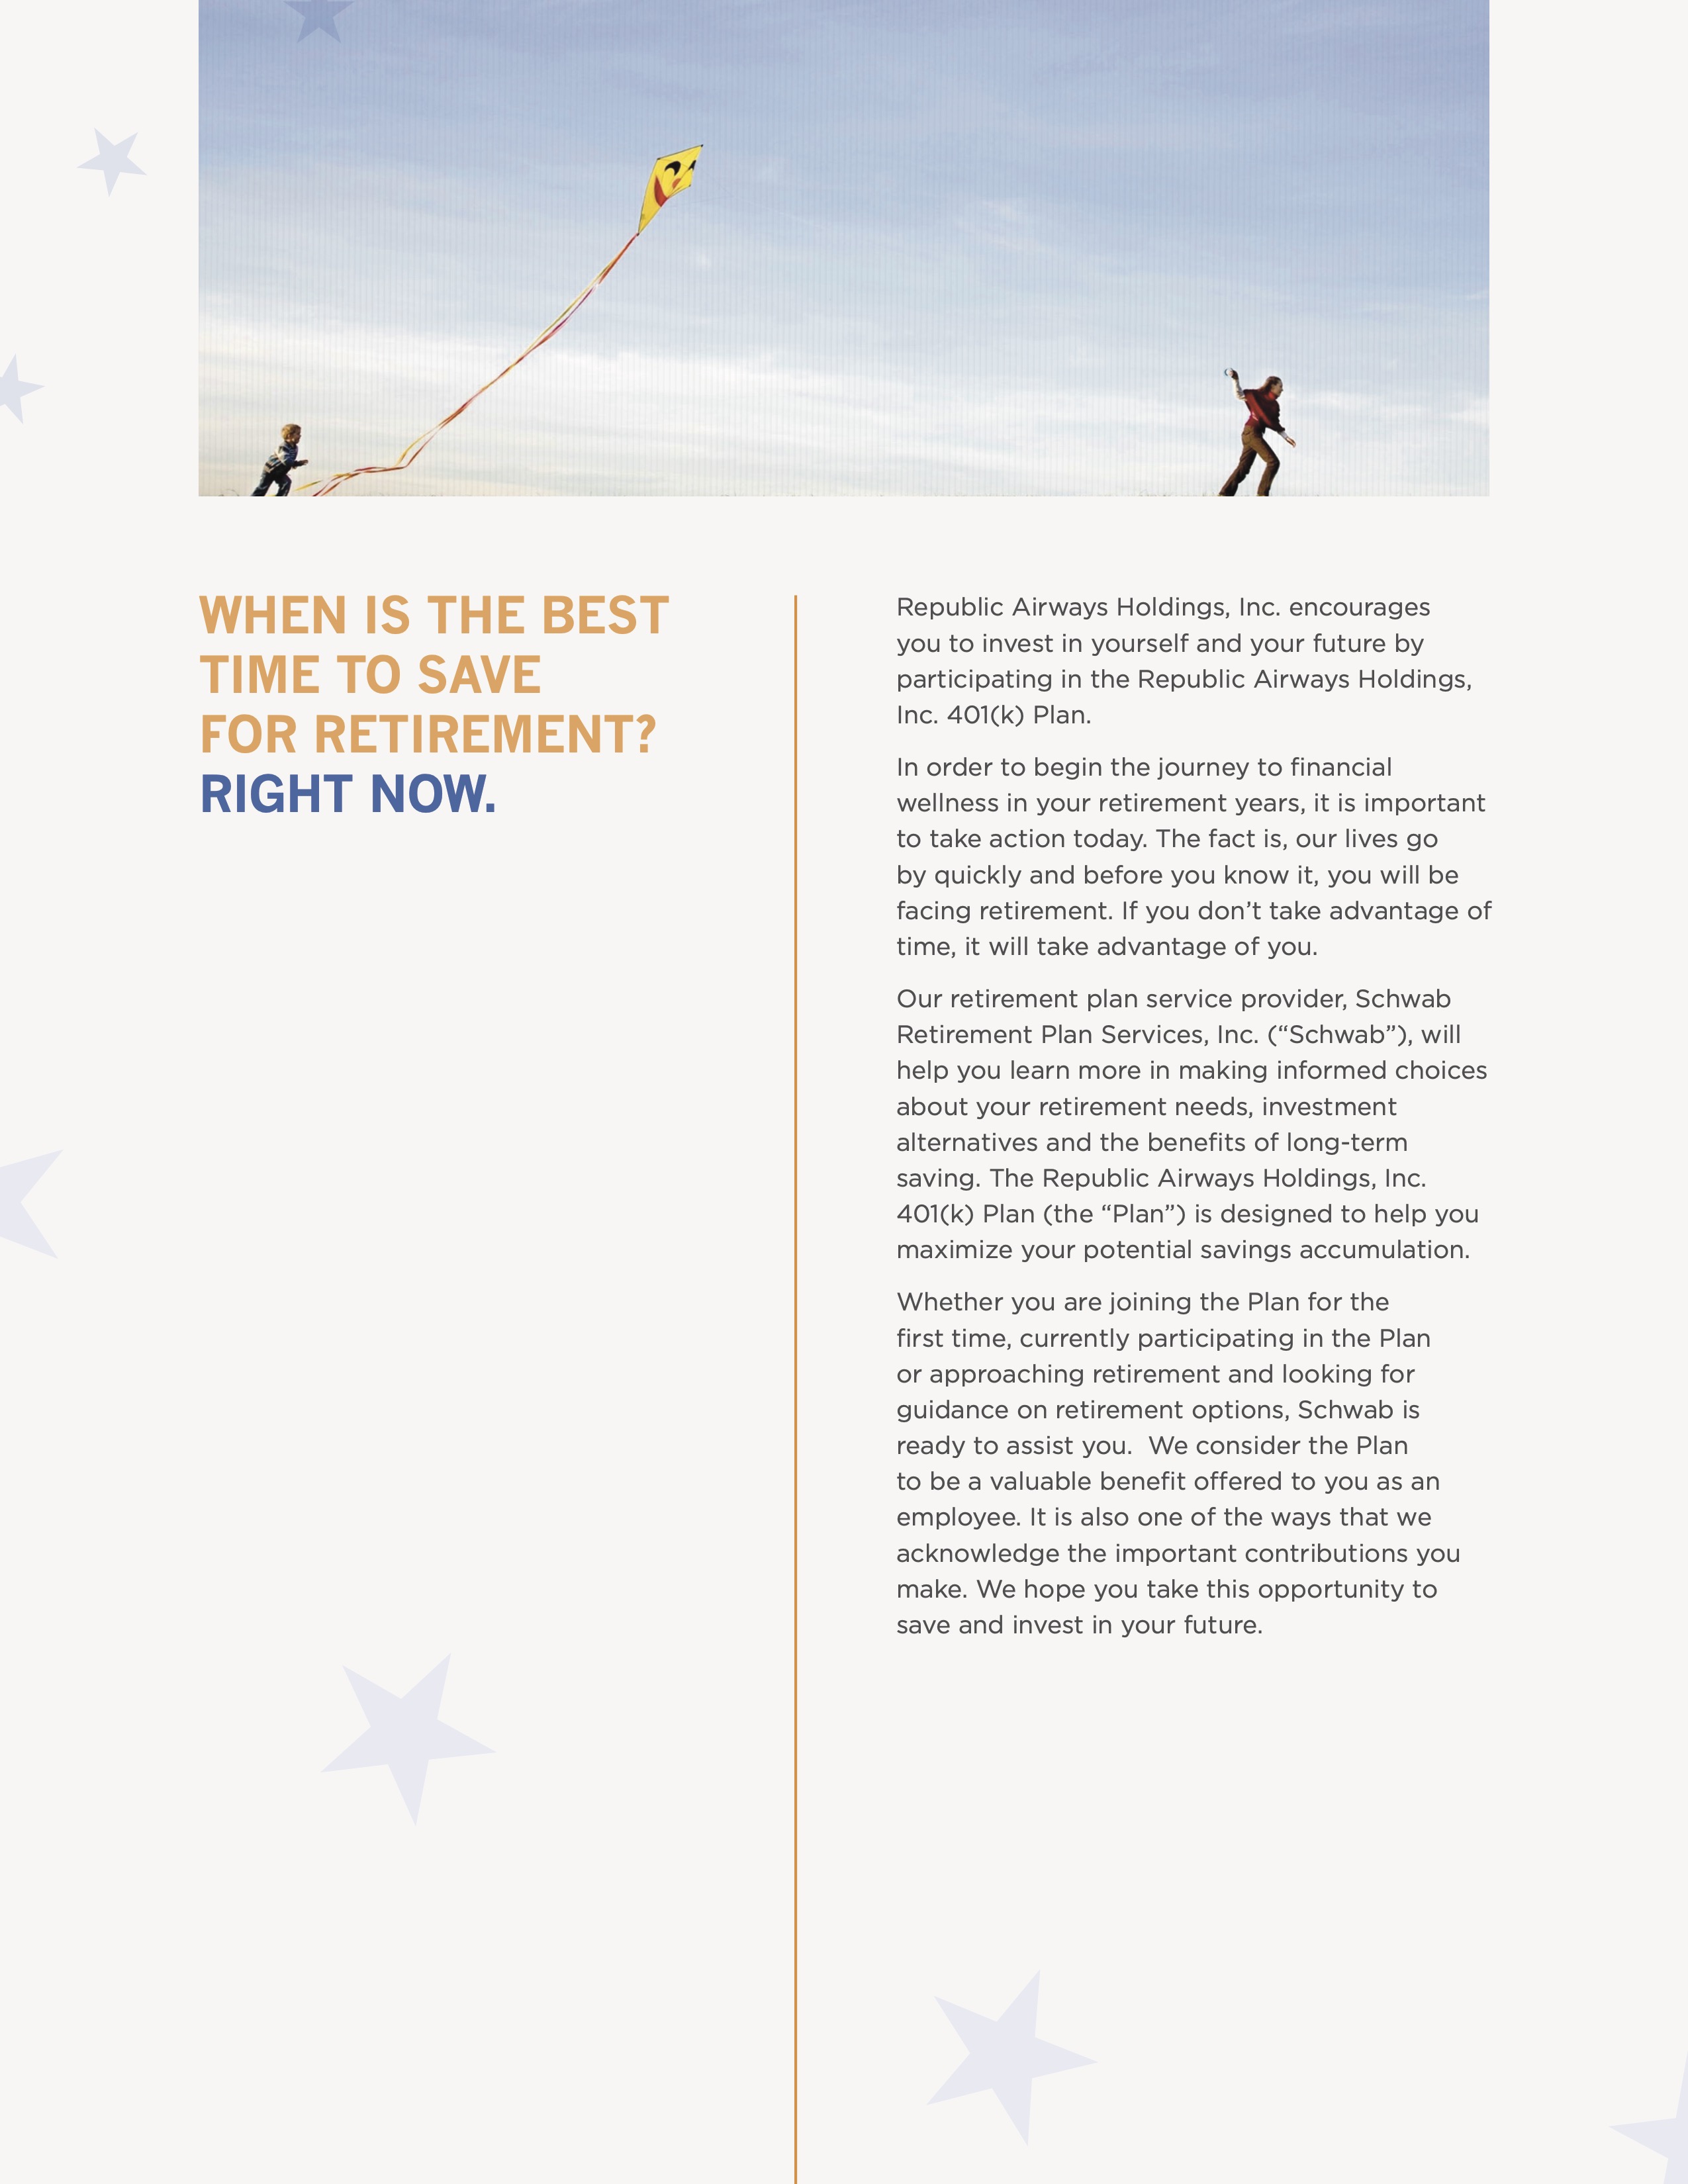 WHEN IS THE BEST
TIME TO SAVE
FOR RETIREMENT?
RIGHT NOW.
Republic Airways Holdings, Inc. encourages
you to invest in yourself and your future by
participating in the Republic Airways Holdings,
Inc. 401(k) Plan.
In order to begin the journey to financial
wellness in your retirement years, it is important
to take action today. The fact is, our lives go
by quickly and before you know it, you will be
facing retirement. If you don’t take advantage of
time, it will take advantage of you.
Our retirement plan service provider, Schwab
Retirement Plan Services, Inc. (“Schwab”), will
help you learn more in making informed choices
about your retirement needs, investment
alternatives and the benefits of long-term
saving. The Republic Airways Holdings, Inc.
401(k) Plan (the “Plan”) is designed to help you
maximize your potential savings accumulation.
Whether you are joining the Plan for the
first time, currently participating in the Plan
or approaching retirement and looking for
guidance on retirement options, Schwab is
ready to assist you.  We consider the Plan
to be a valuable benefit offered to you as an
employee. It is also one of the ways that we
acknowledge the important contributions you
make. We hope you take this opportunity to
save and invest in your future.